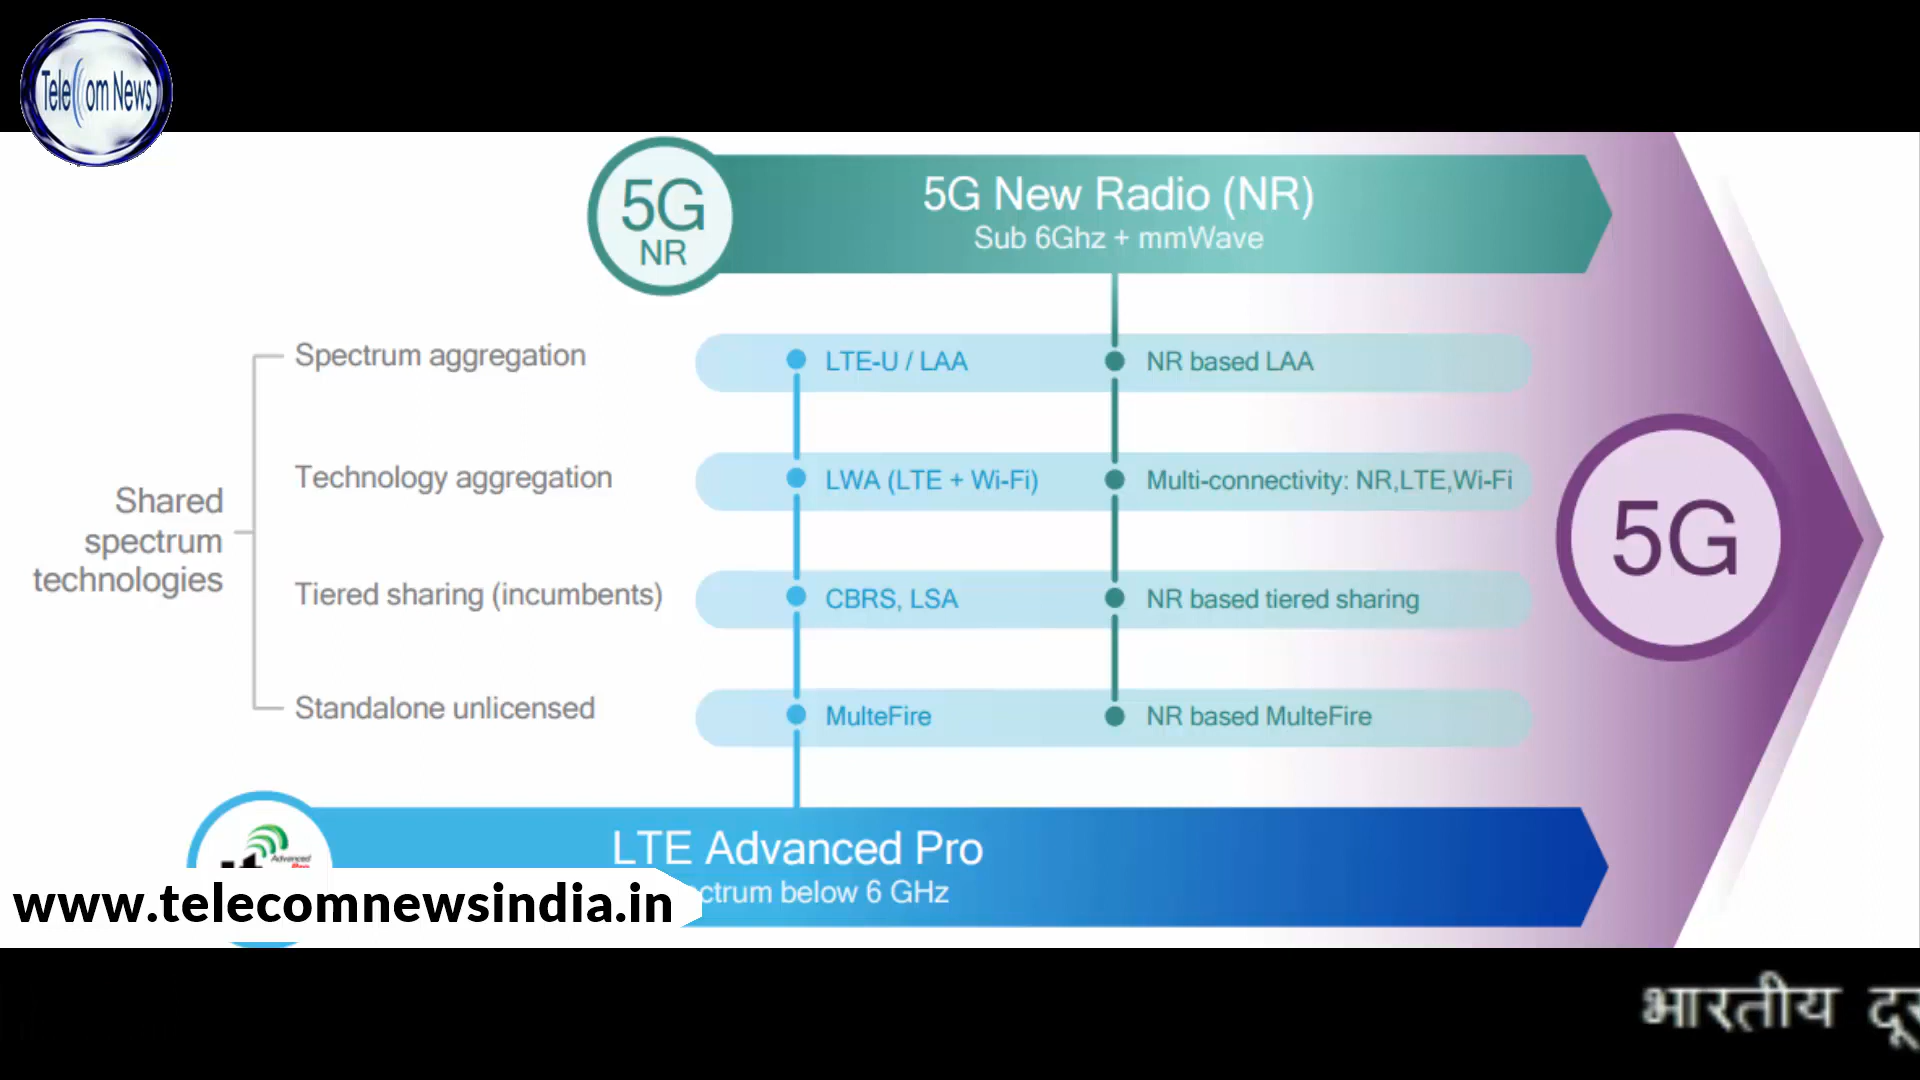 TeleCom News
5G
NR
5G New Radio (NR)
Sub 6Ghz + mmWave
Shared
spectrum
technologies
Spectrum aggregation
LTE-U / LAA
NR based LAA
Technology aggregation
LWA (LTE + Wi-Fi)
Multi-connectivity: NR,LTE,Wi-Fi
Tiered sharing (incumbents)
CBRS, LSA
NR based tiered sharing
Standalone unlicensed
MulteFire
NR based MulteFire
5G
Advanced
LTE Advanced Pro
below 6 GHz
www.telecomnewsindia.in
भारतीय